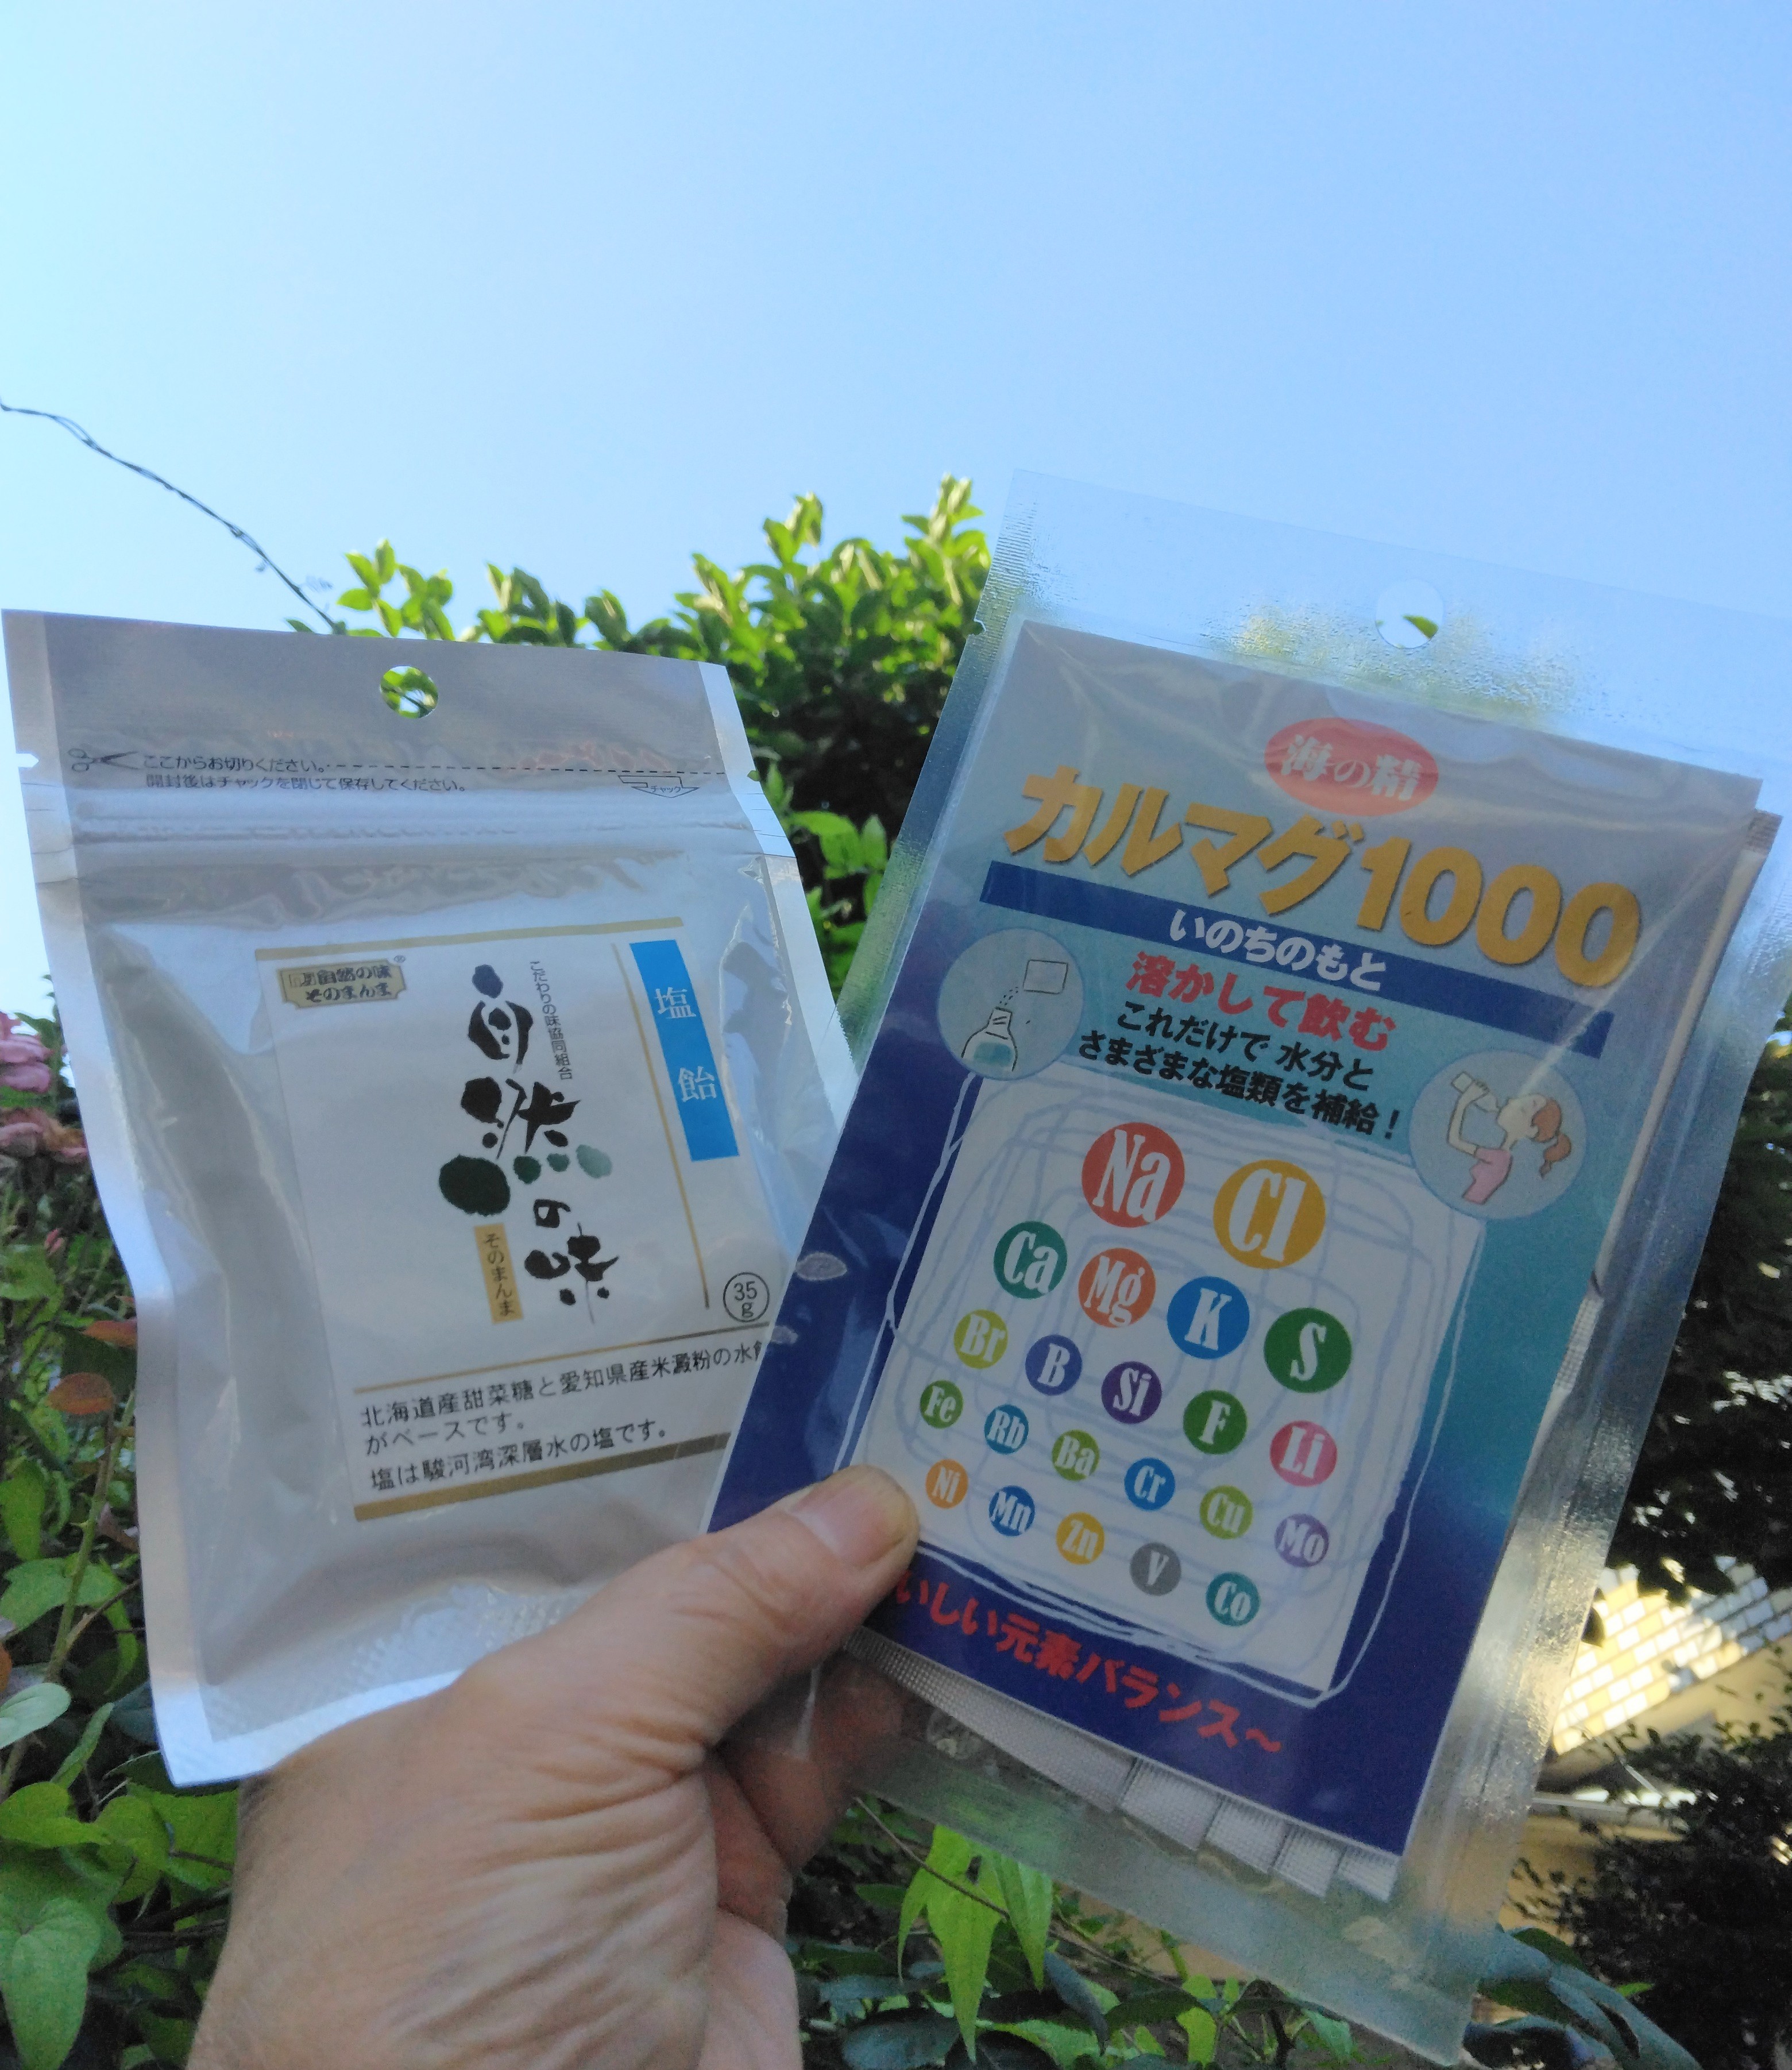 ここからお切りください。
開封後はチャックを閉じて保存してください。
チャック
自然の味
そのまんま
®
こだわりの味協同組合
自然の味
そのまんま
塩飴
35g
北海道産甜菜糖と愛知県産米澱粉の水
がベースです。
塩は駿河湾深層水の塩です。
海の精
カルマグ1000
いのちのもと
溶かして飲む
これだけで 水分と
さまざまな塩類を補給！
Na Cl
Ca Mg K S
Br B Si F Li
Fe Rb Ba Cr Cu Mo
Ni Mn Zn V Co
いしい元素バランス～